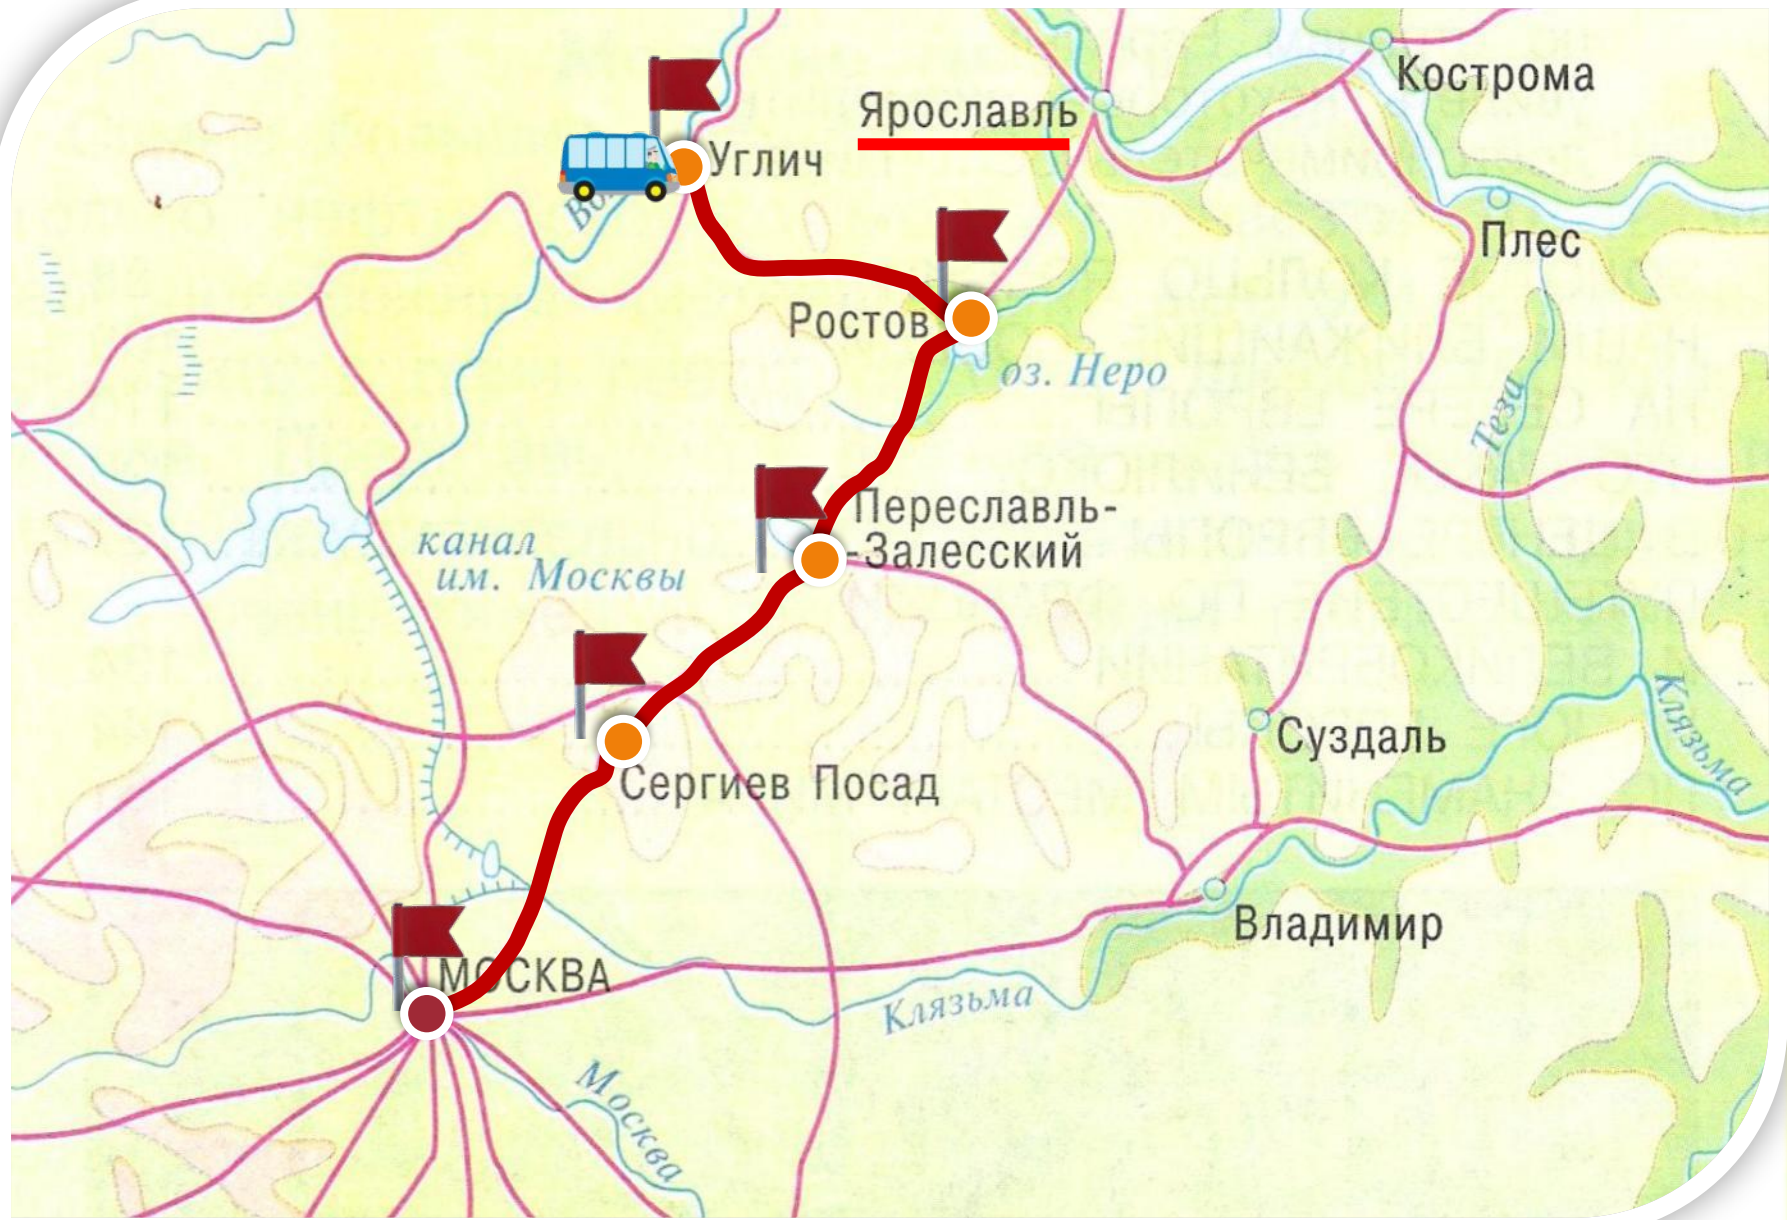 Кострома
Ярославль
Углич
Во
Плес
Ростов
оз. Неро
Теза
Переславль-
-Залесский
канал
им. Москвы
Суздаль
Клязьма
Сергиев Посад
Владимир
МОСКВА
Клязьма
Москва